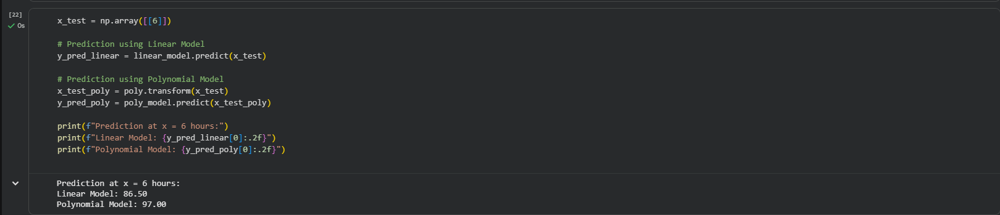 [22]
0s
x_test = np.array([[6]])
# Prediction using Linear Model
y_pred_linear = linear_model.predict(x_test)
# Prediction using Polynomial Model
x_test_poly = poly.transform(x_test)
y_pred_poly = poly_model.predict(x_test_poly)
print(f"Prediction at x = 6 hours:")
print(f"Linear Model: {y_pred_linear[0]:.2f}")
print(f"Polynomial Model: {y_pred_poly[0]:.2f}")
Prediction at x = 6 hours:
Linear Model: 86.50
Polynomial Model: 97.00